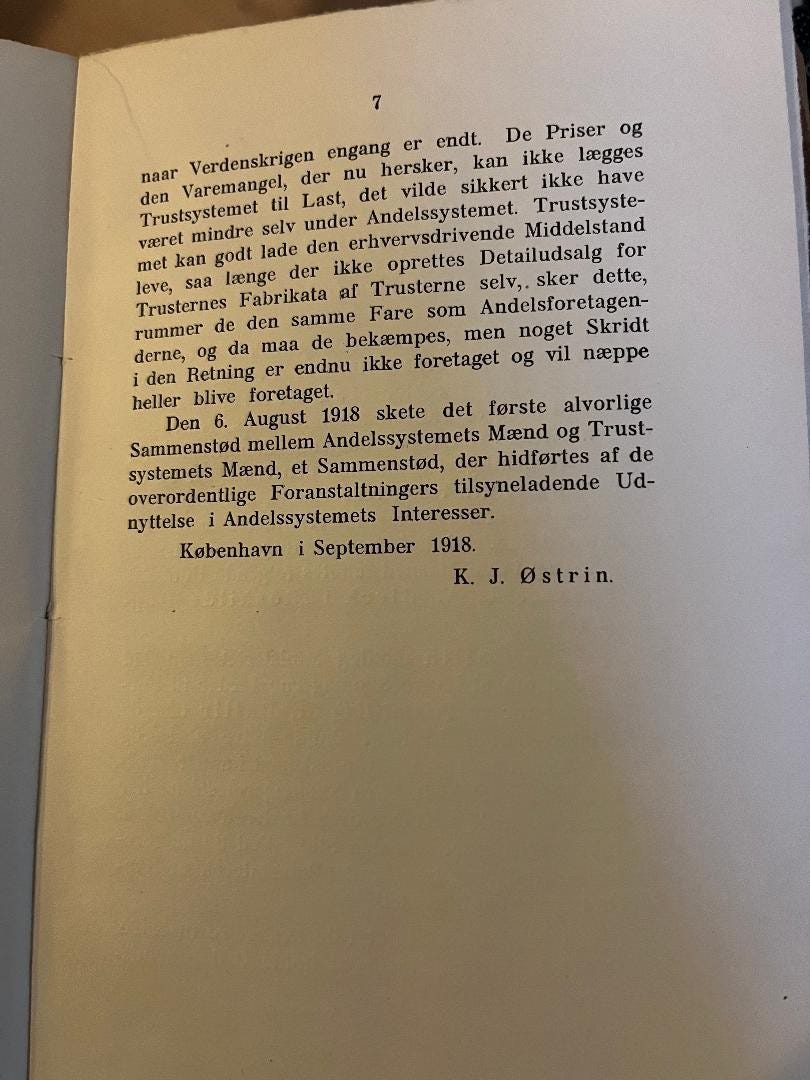 7
naar Verdenskrigen engang er endt. De Priser og
den Varemangel, der nu hersker, kan ikke lægges
Trustsystemet til Last, det vilde sikkert ikke have
været mindre selv under Andelssystemet. Trustsyste-
met kan godt lade den erhvervsdrivende Middelstand
leve, saa længe der ikke oprettes Detailudsalg for
Trusternes Fabrikata af Trusterne selv,. sker dette,
rummer de den samme Fare som Andelsforetagen-
derne, og da maa de bekæmpes, men noget Skridt
i den Retning er endnu ikke foretaget og vil næppe
heller blive foretaget.
Den 6. August 1918 skete det første alvorlige
Sammenstød mellem Andelssystemets Mænd og Trust-
systemets Mænd, et Sammenstød, der hidførtes af de
overordentlige Foranstaltningers tilsyneladende Ud-
nyttelse i Andelssystemets Interesser.
København i September 1918.
K. J. Østrin.